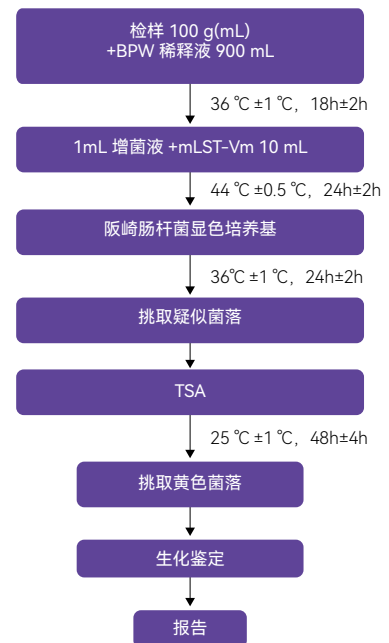 检样 100 g(mL)
+BPW 稀释液 900 mL
36 ℃ ±1 ℃，18h±2h
1mL 增菌液 +mLST-Vm 10 mL
44 ℃ ±0.5 ℃，24h±2h
阪崎肠杆菌显色培养基
36℃ ±1 ℃，24h±2h
挑取疑似菌落
TSA
25 ℃ ±1 ℃，48h±4h
挑取黄色菌落
生化鉴定
报告